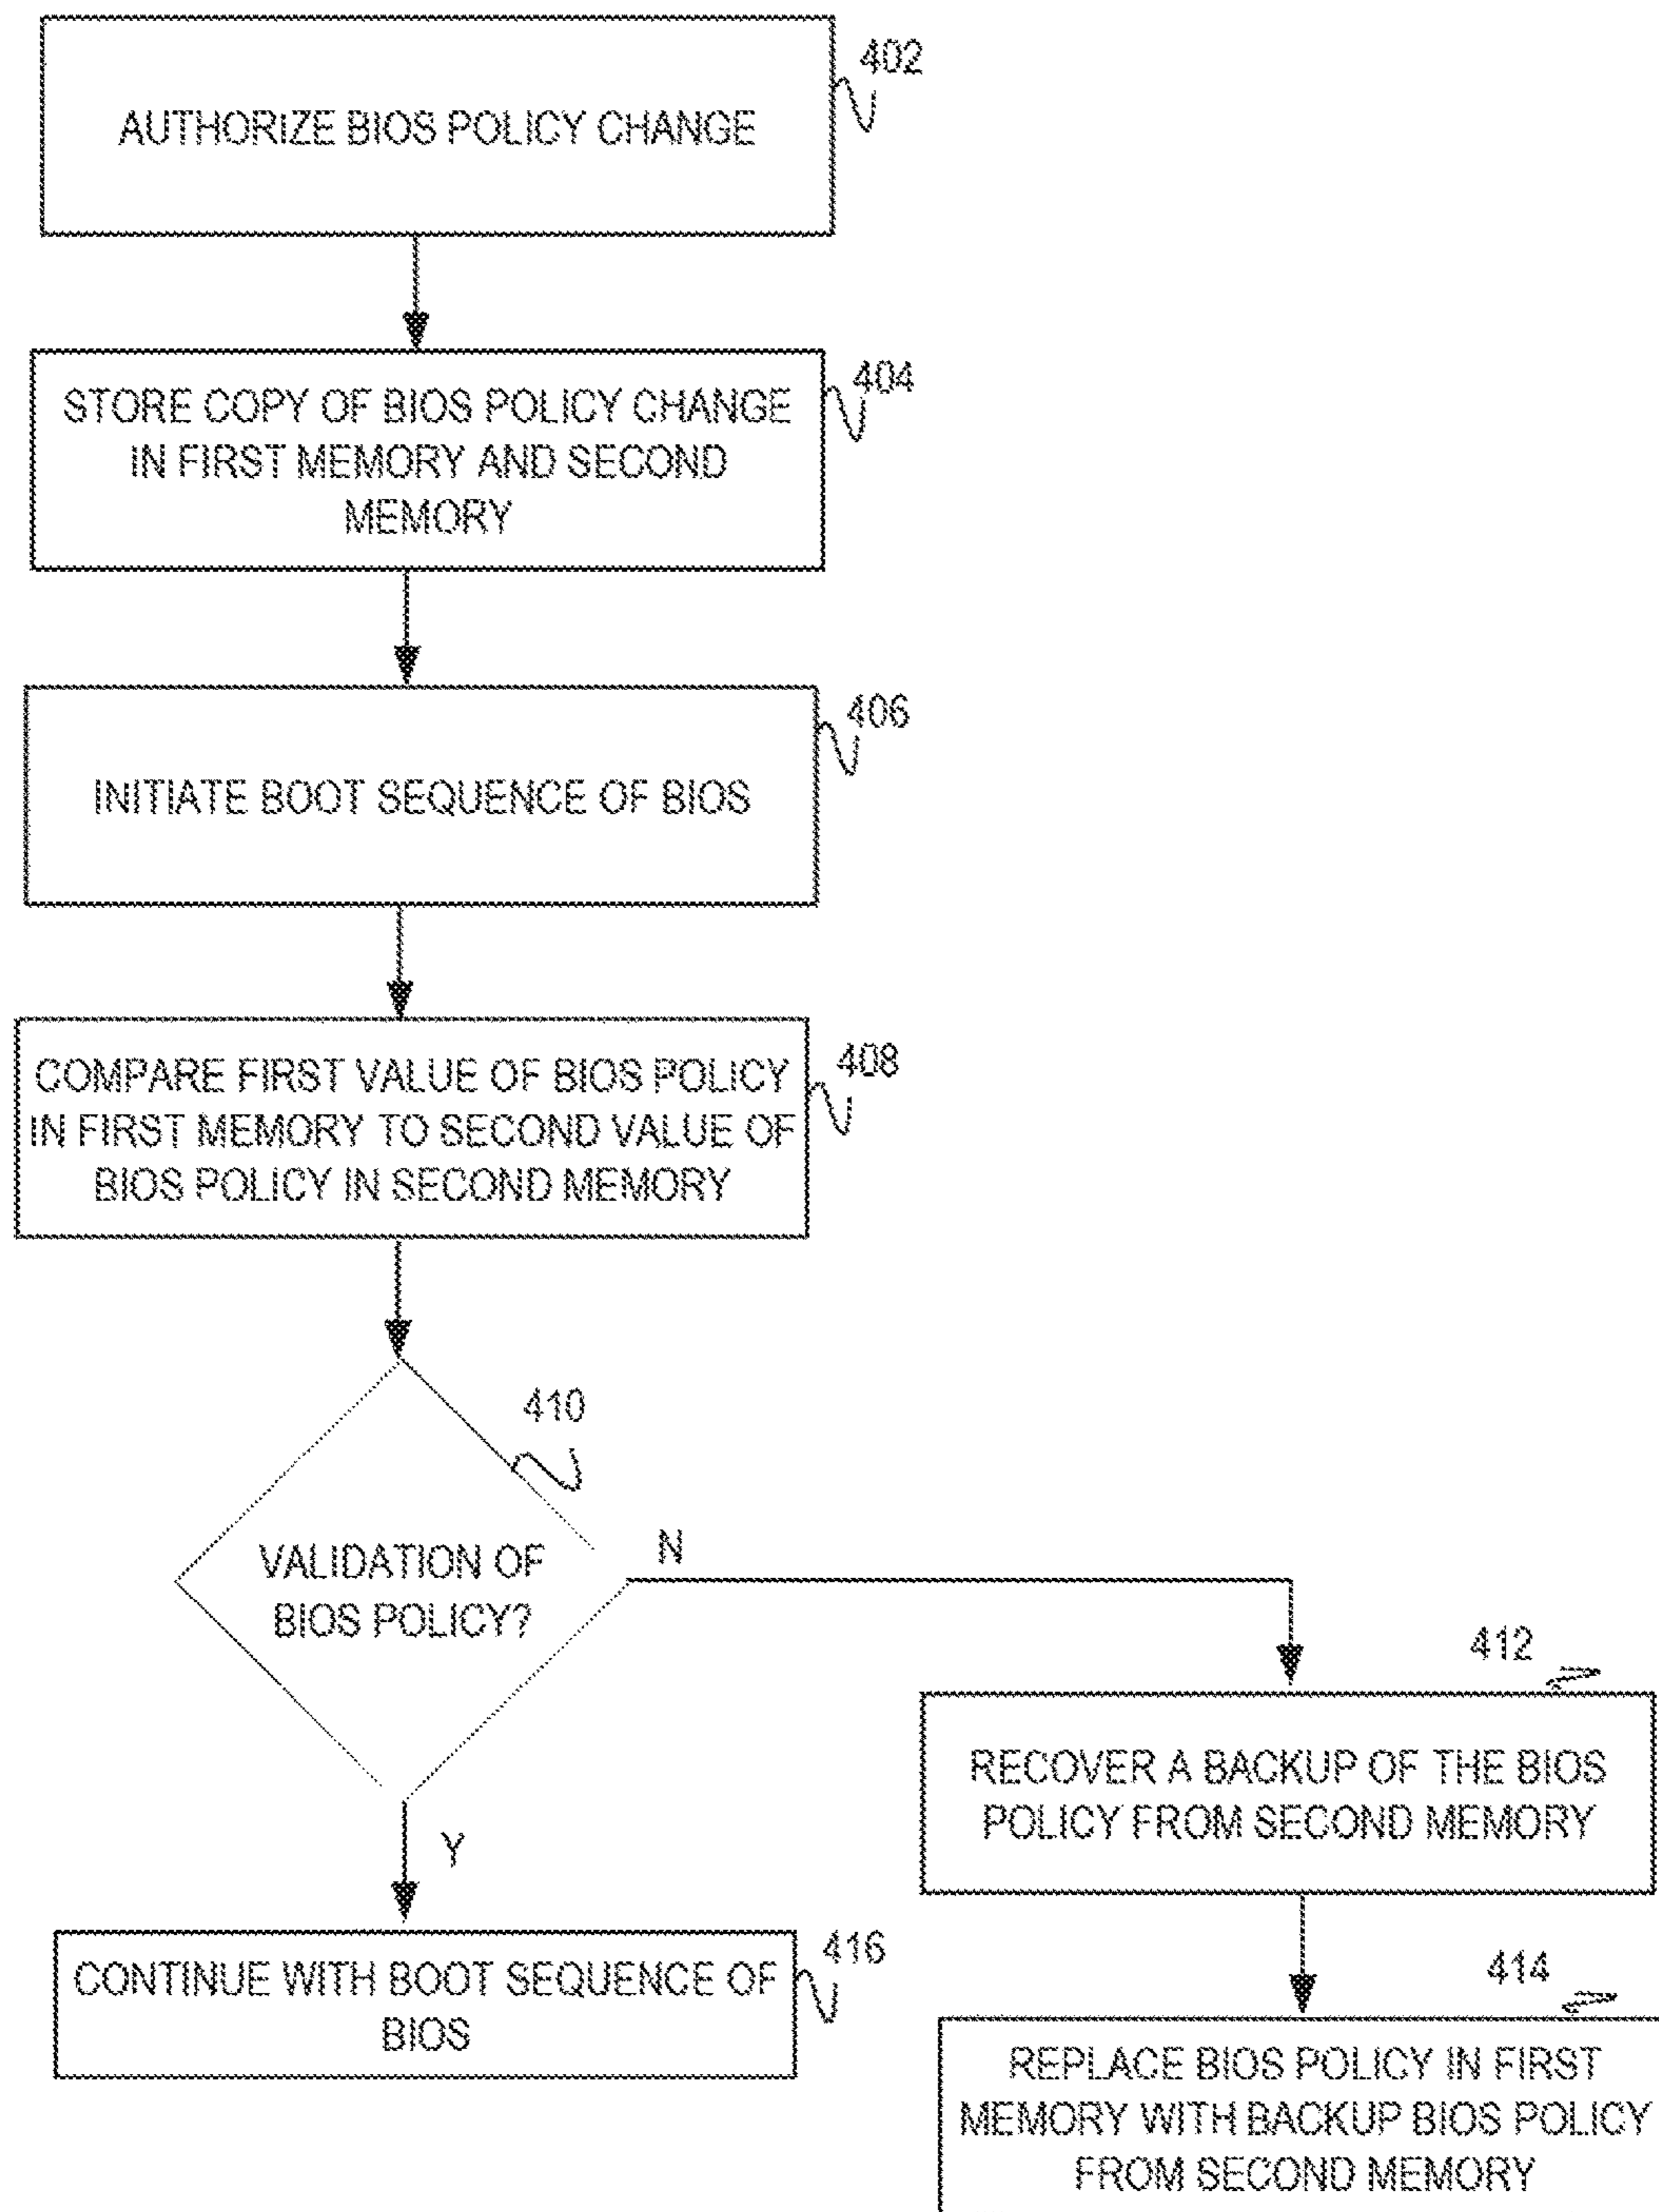 402
AUTHORIZE BIOS POLICY CHANGE
404
STORE COPY OF BIOS POLICY CHANGE
IN FIRST MEMORY AND SECOND
MEMORY
406
INITIATE BOOT SEQUENCE OF BIOS
408
COMPARE FIRST VALUE OF BIOS POLICY
IN FIRST MEMORY TO SECOND VALUE OF
BIOS POLICY IN SECOND MEMORY
410
VALIDATION OF
BIOS POLICY?
N
Y
412
RECOVER A BACKUP OF THE BIOS
POLICY FROM SECOND MEMORY
416
CONTINUE WITH BOOT SEQUENCE OF
BIOS
414
REPLACE BIOS POLICY IN FIRST
MEMORY WITH BACKUP BIOS POLICY
FROM SECOND MEMORY